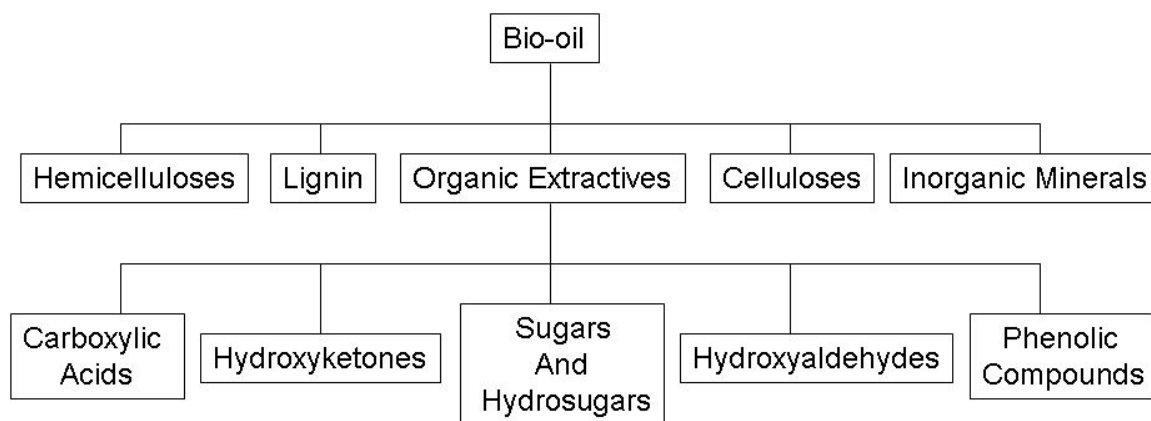 Bio-oil
Hemicelluloses
Lignin
Organic Extractives
Celluloses
Inorganic Minerals
Carboxylic
Acids
Hydroxyketones
Sugars
And
Hydrosugars
Hydroxyaldehydes
Phenolic
Compounds